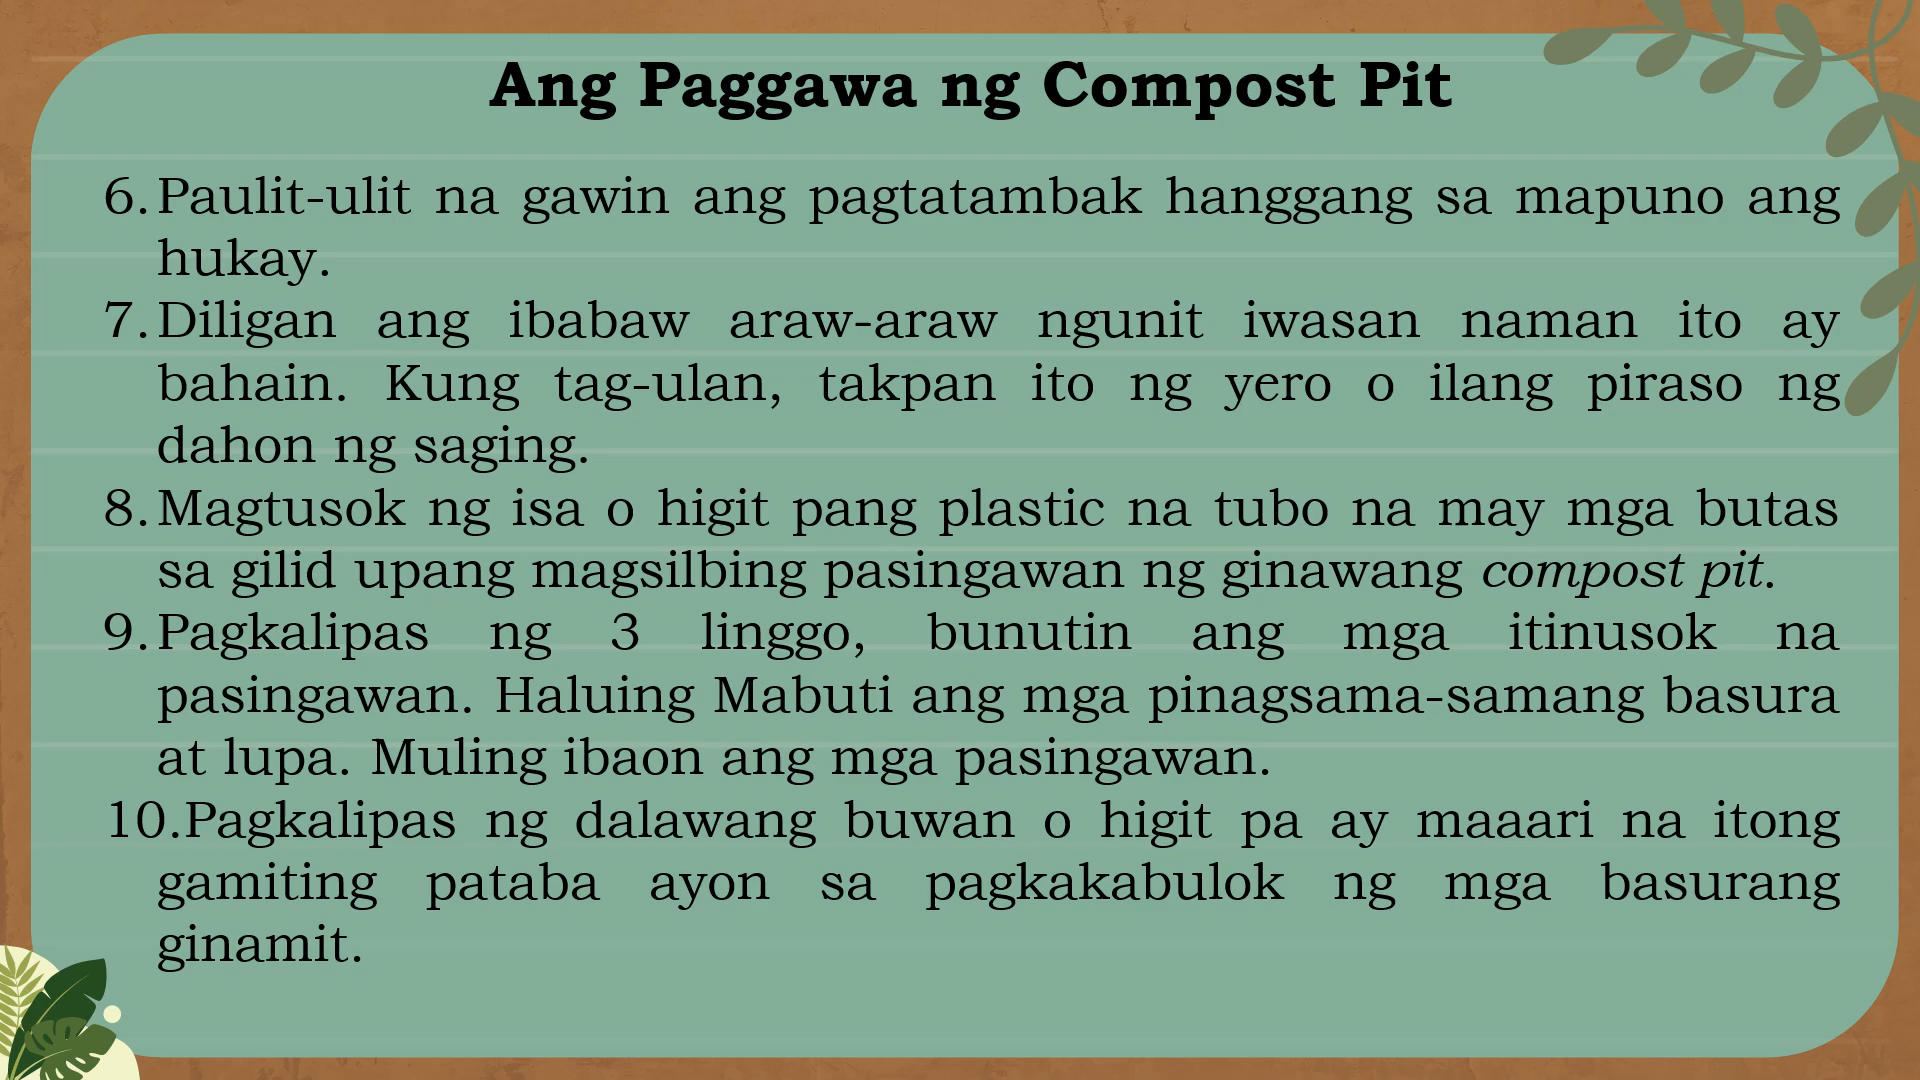 Ang Paggawa ng Compost Pit
6. Paulit-ulit na gawin ang pagtatambak hanggang sa mapuno ang
hukay.
7. Diligan ang ibabaw araw-araw ngunit iwasan naman ito ay
bahain. Kung tag-ulan, takpan ito ng yero o ilang piraso ng
dahon ng saging.
8. Magtusok ng isa o higit pang plastic na tubo na may mga butas
sa gilid upang magsilbing pasingawan ng ginawang compost pit.
9. Pagkalipas ng 3 linggo, bunutin ang mga itinusok na
pasingawan. Haluing Mabuti ang mga pinagsama-samang basura
at lupa. Muling ibaon ang mga pasingawan.
10.Pagkalipas ng dalawang buwan o higit pa ay maaari na itong
gamiting pataba ayon sa pagkakabulok ng mga basurang
ginamit.